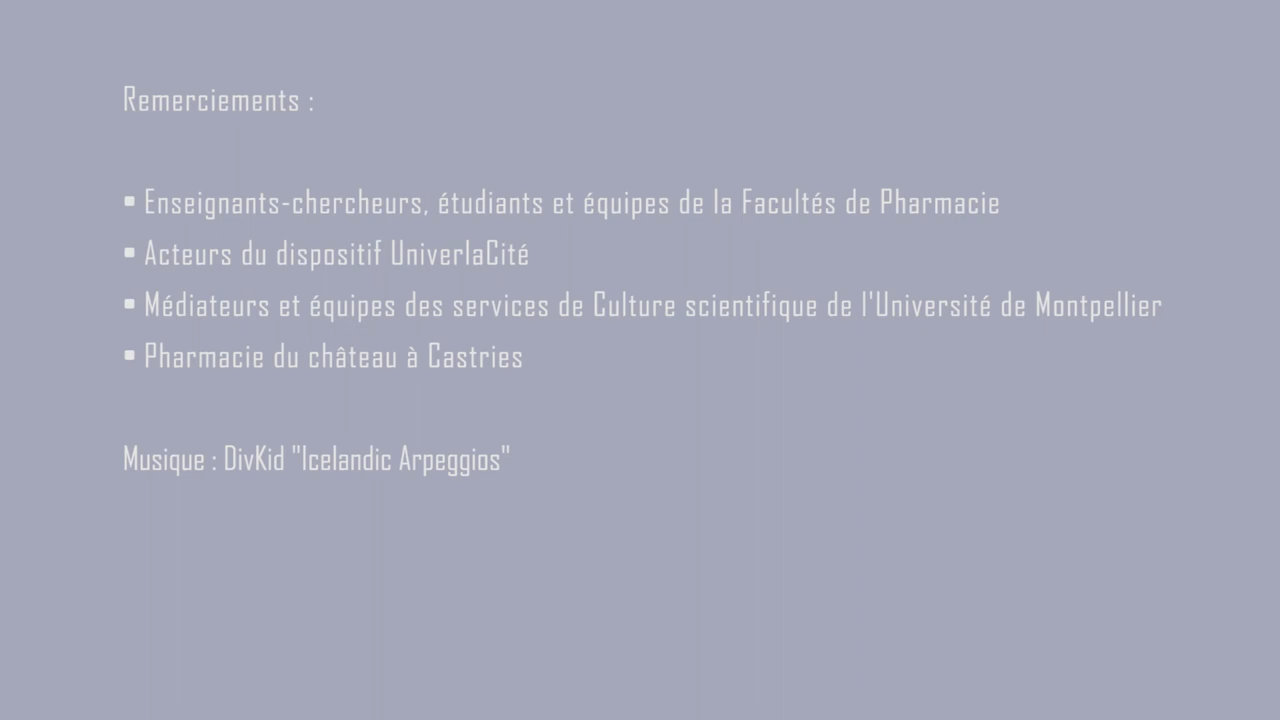 Remerciements :
▪ Enseignants-chercheurs, étudiants et équipes de la Facultés de Pharmacie
▪ Acteurs du dispositif UniverlaCité
▪ Médiateurs et équipes des services de Culture scientifique de l'Université de Montpellier
▪ Pharmacie du château à Castries
Musique : DivKid "Icelandic Arpeggios"